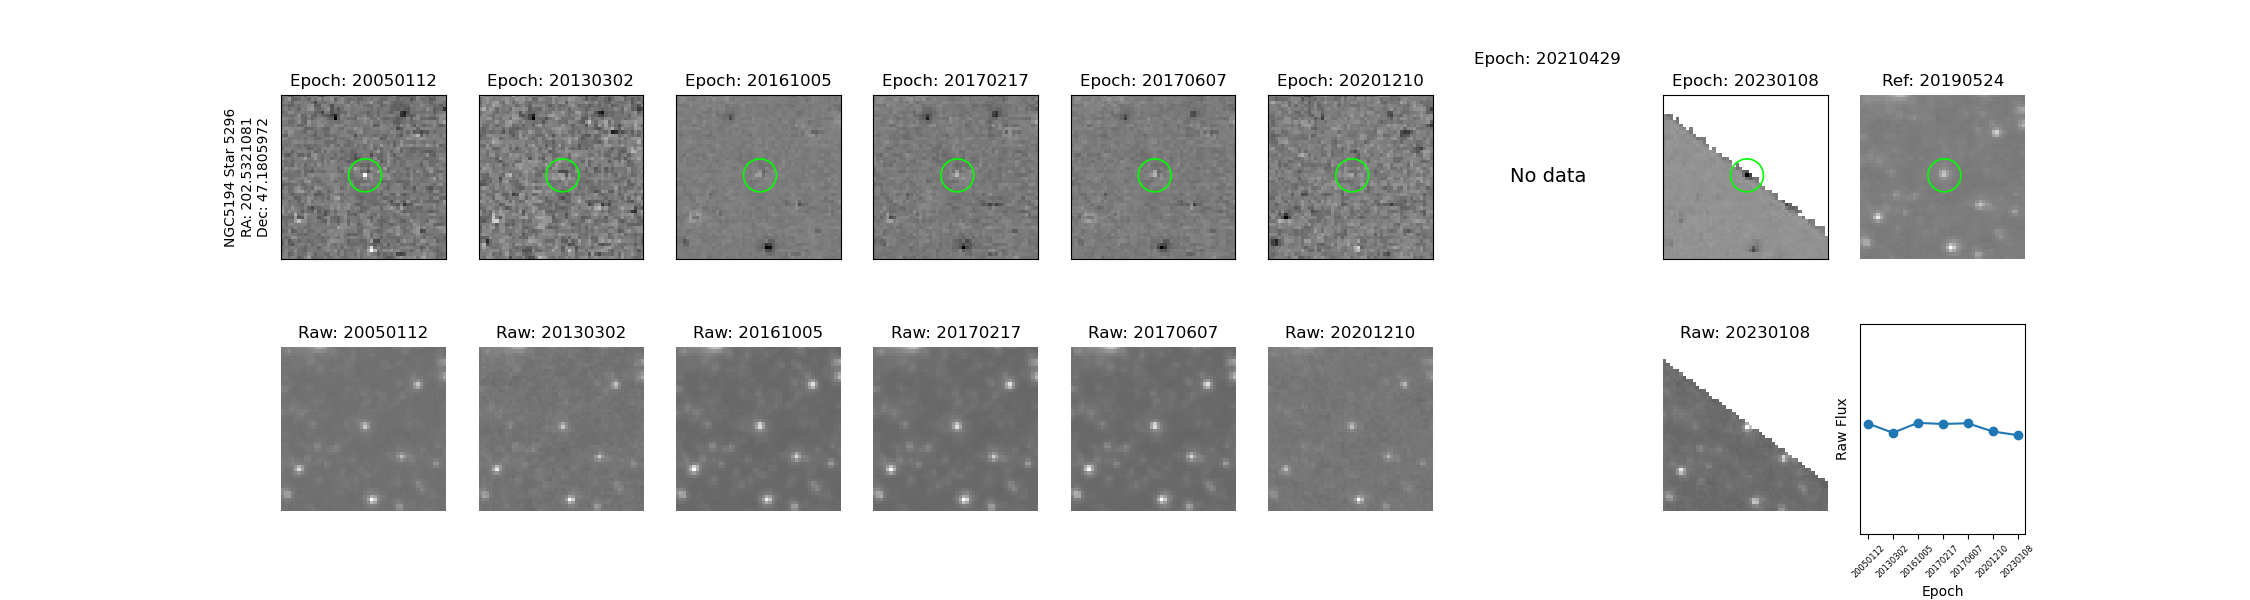 Epoch: 20210429
Epoch: 20050112
Epoch: 20130302
Epoch: 20161005
Epoch: 20170217
Epoch: 20170607
Epoch: 20201210
Epoch: 20230108
Ref: 20190524
NGC5194 Star 5296
RA: 202.5321081
Dec: 47.1805972
No data
Raw: 20050112
Raw: 20130302
Raw: 20161005
Raw: 20170217
Raw: 20170607
Raw: 20201210
Raw: 20230108
Raw Flux
20050112
20130302
20161005
20170217
20170607
20201210
20230108
Epoch